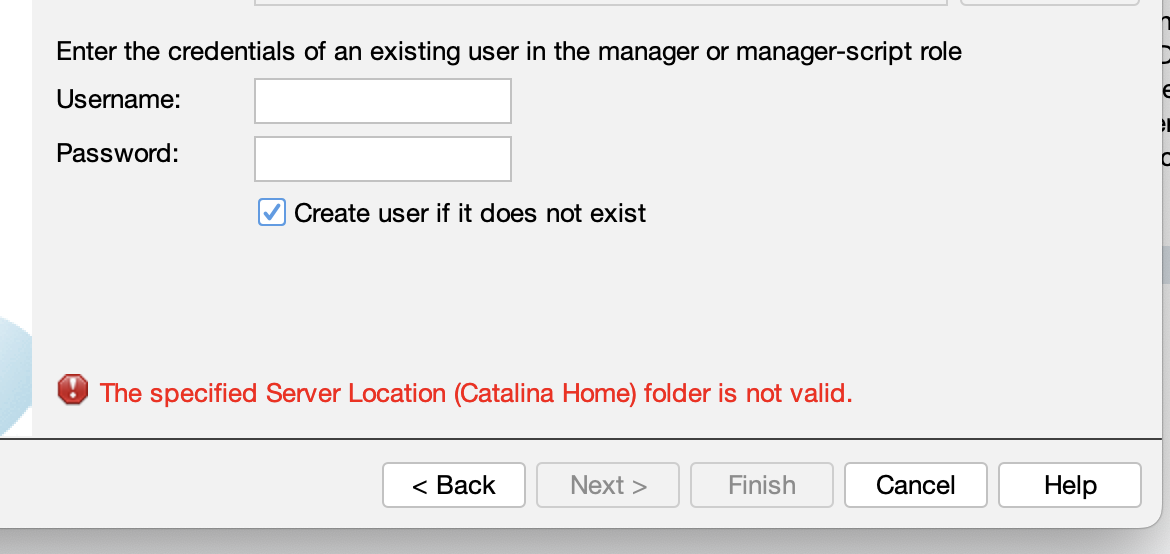 Enter the credentials of an existing user in the manager or manager-script role
Username:
Password:
Create user if it does not exist
The specified Server Location (Catalina Home) folder is not valid.
< Back
Next >
Finish
Cancel
Help